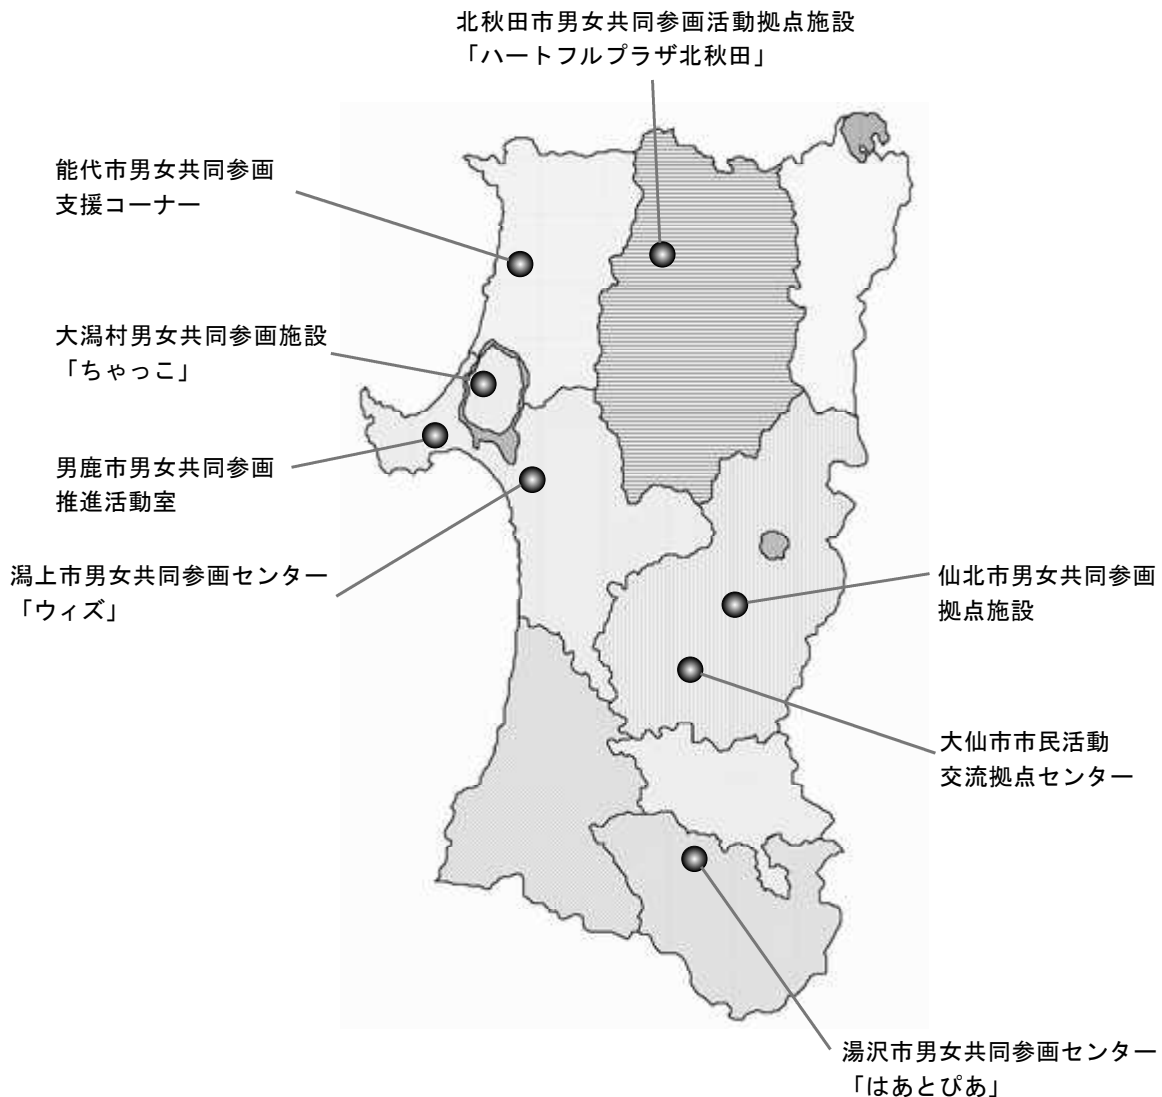 北秋田市男女共同参画活動拠点施設
「ハートフルプラザ北秋田」
能代市男女共同参画
支援コーナー
大潟村男女共同参画施設
「ちゃっこ」
男鹿市男女共同参画
推進活動室
潟上市男女共同参画センター
「ウィズ」
仙北市男女共同参画
拠点施設
大仙市市民活動
交流拠点センター
湯沢市男女共同参画センター
「はあとぴあ」